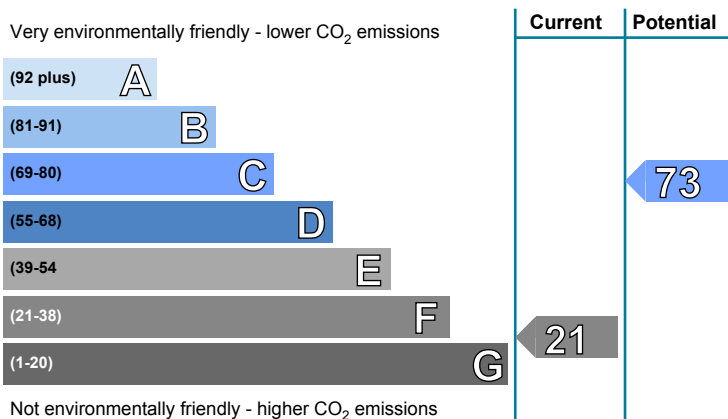 Current Potential
Very environmentally friendly - lower CO2 emissions
(92 plus) A
(81-91) B
(69-80) C
73
(55-68) D
(39-54 E
(21-38) F
21
(1-20) G
Not environmentally friendly - higher CO2 emissions